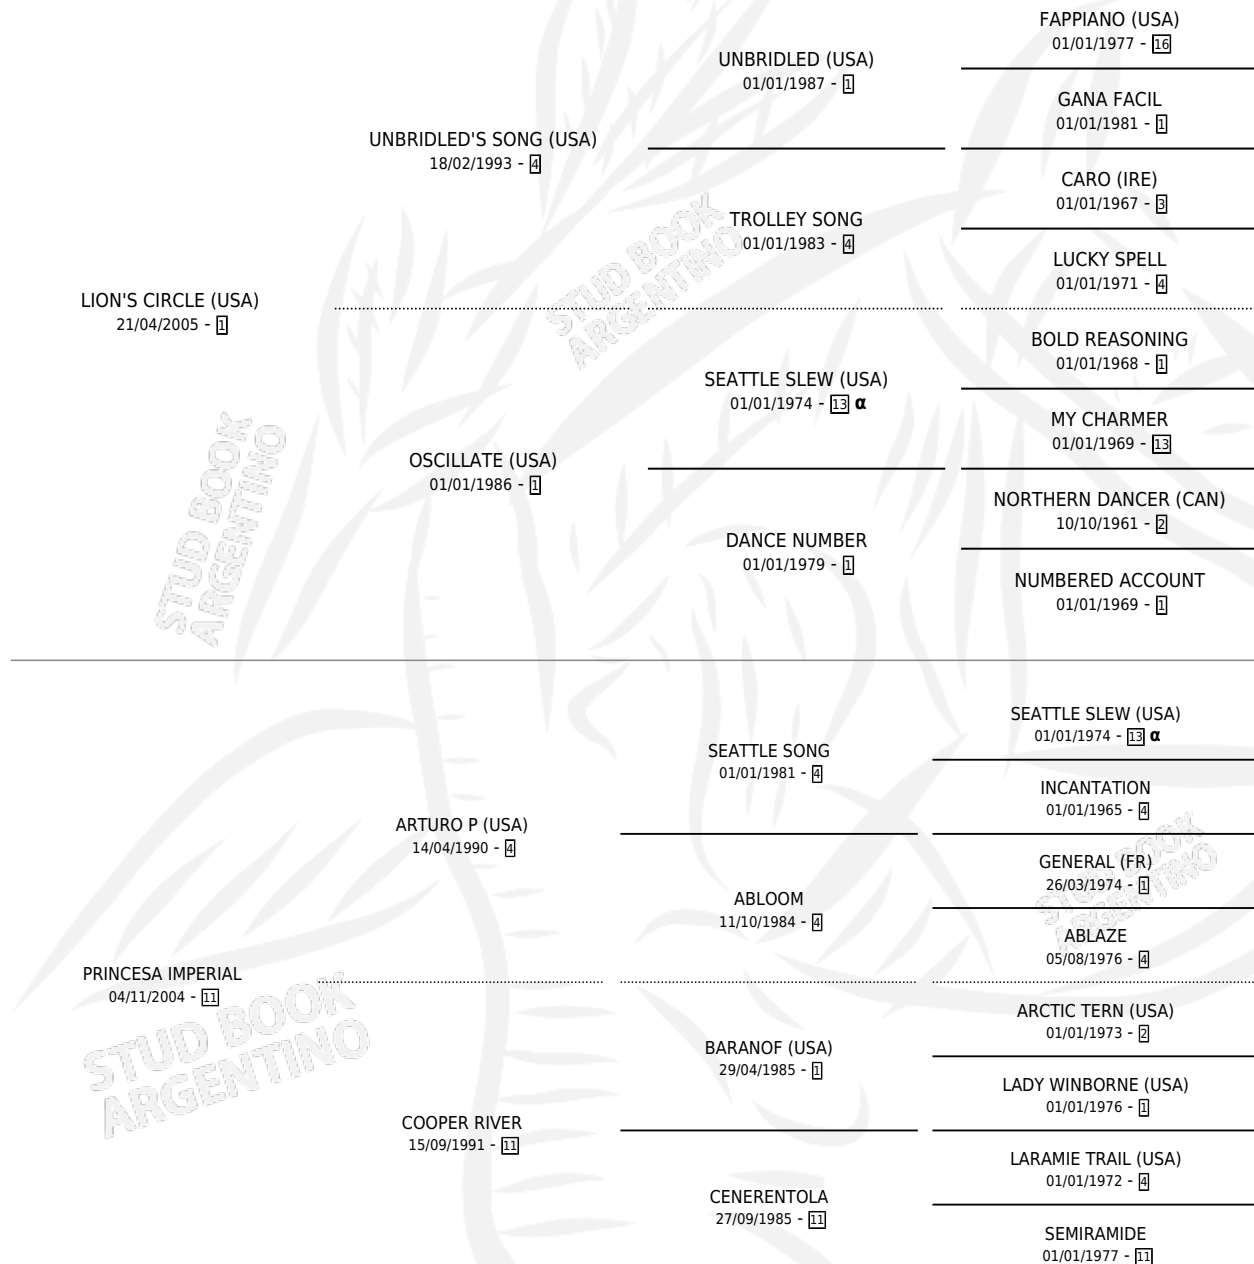 FAPPIANO (USA)
01/01/1977 - 16
UNBRIDLED (USA)
01/01/1987 - 1
GANA FACIL
01/01/1981 - 1
UNBRIDLED'S SONG (USA)
18/02/1993 - 4
CARO (IRE)
01/01/1967 - 3
TROLLEY SONG
01/01/1983 - 4
LUCKY SPELL
01/01/1971 - 4
STUD BOOK
ARGENTINO
LION'S CIRCLE (USA)
21/04/2005 - 1
BOLD REASONING
01/01/1968 - 1
SEATTLE SLEW (USA)
01/01/1974 - 13 α
MY CHARMER
01/01/1969 - 13
OSCILLATE (USA)
01/01/1986 - 1
NORTHERN DANCER (CAN)
10/10/1961 - 2
DANCE NUMBER
01/01/1979 - 1
NUMBERED ACCOUNT
01/01/1969 - 1
STUD BOOK
ARGENTINO
SEATTLE SLEW (USA)
01/01/1974 - 13 α
SEATTLE SONG
01/01/1981 - 4
INCANTATION
01/01/1965 - 4
ARTURO P (USA)
14/04/1990 - 4
GENERAL (FR)
26/03/1974 - 1
ABLOOM
11/10/1984 - 4
ABLAZE
05/08/1976 - 4
STUD BOOK
ARGENTINO
PRINCESA IMPERIAL
04/11/2004 - 11
ARCTIC TERN (USA)
01/01/1973 - 2
BARANOF (USA)
29/04/1985 - 1
LADY WINBORNE (USA)
01/01/1976 - 1
STUD BOOK
ARGENTINO
COOPER RIVER
15/09/1991 - 11
LARAMIE TRAIL (USA)
01/01/1972 - 4
CENERENTOLA
27/09/1985 - 11
SEMIRAMIDE
01/01/1977 - 11